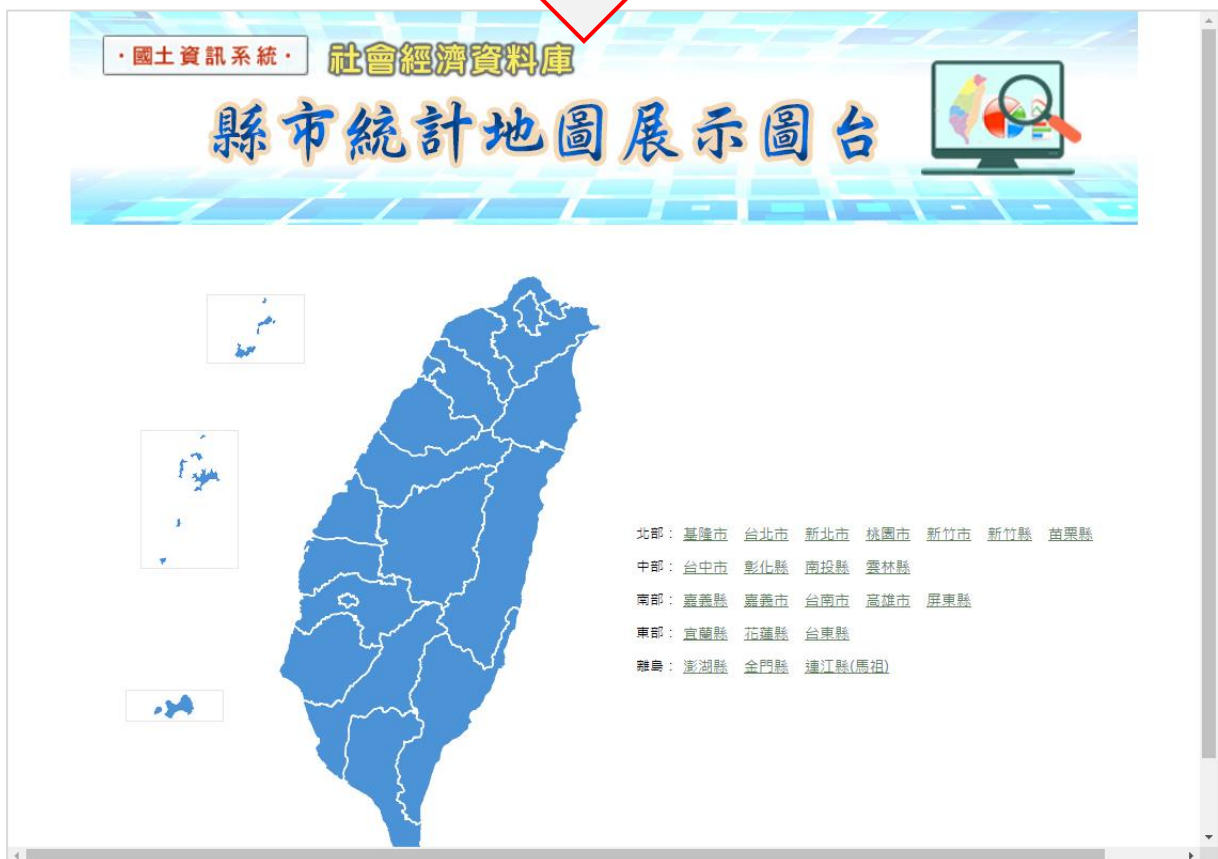 ‧國土資訊系統‧ 社會經濟資料庫
縣市統計地圖展示圖台
北部： 基隆市 台北市 新北市 桃園市 新竹市 新竹縣 苗栗縣
中部： 台中市 彰化縣 南投縣 雲林縣
南部： 嘉義縣 嘉義市 台南市 高雄市 屏東縣
東部： 宜蘭縣 花蓮縣 台東縣
離島： 澎湖縣 金門縣 連江縣(馬祖)